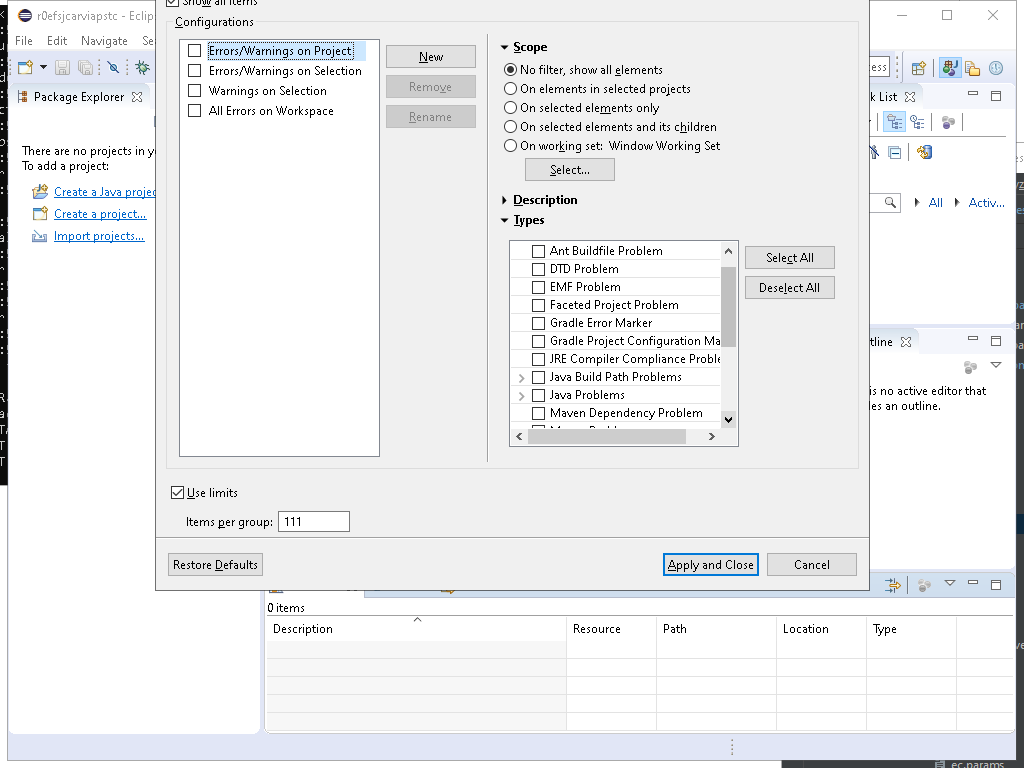 r0efsjcarviapstc - Eclip
File Edit Navigate Se
Package Explorer
There are no projects in y
To add a project:
Create a Java projec
Create a project...
Import projects...
Show all items
Configurations
Errors/Warnings on Project
Errors/Warnings on Selection
Warnings on Selection
All Errors on Workspace
New
Remove
Rename
Scope
No filter, show all elements
On elements in selected projects
On selected elements only
On selected elements and its children
On working set: Window Working Set
Select...
Description
Types
Ant Buildfile Problem
DTD Problem
EMF Problem
Faceted Project Problem
Gradle Error Marker
Gradle Project Configuration Ma
JRE Compiler Compliance Proble
Java Build Path Problems
Java Problems
Maven Dependency Problem
Select All
Deselect All
Use limits
Items per group: 111
Restore Defaults
Apply and Close
Cancel
ess
k List
All
Activ...
tline
is no active editor that
es an outline.
0 items
Description Resource Path Location Type
ec.params